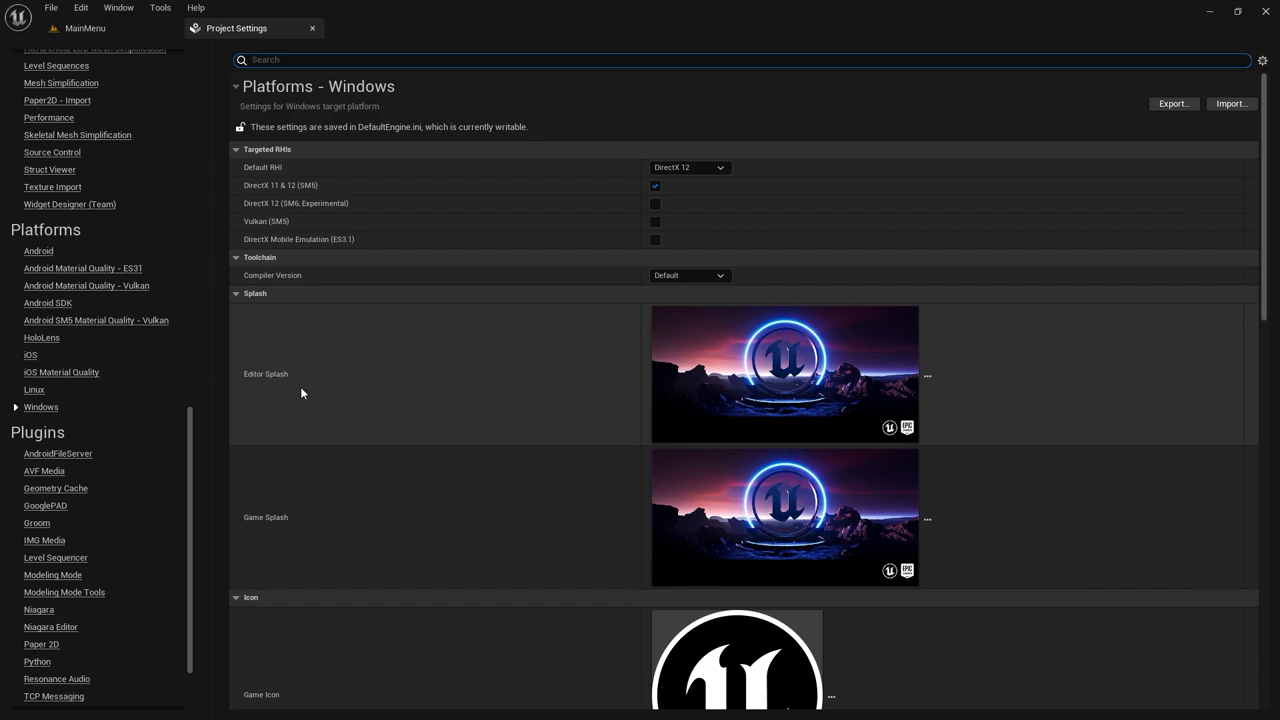 File Edit Window Tools Help
MainMenu
Project Settings
Hierarchical LOD Mesh Simplification
Level Sequences
Mesh Simplification
Paper2D - Import
Performance
Skeletal Mesh Simplification
Source Control
Struct Viewer
Texture Import
Widget Designer (Team)
Platforms
Android
Android Material Quality - ES31
Android Material Quality - Vulkan
Android SDK
Android SM5 Material Quality - Vulkan
HoloLens
iOS
iOS Material Quality
Linux
Windows
Plugins
AndroidFileServer
AVF Media
Geometry Cache
GooglePAD
Groom
IMG Media
Level Sequencer
Modeling Mode
Modeling Mode Tools
Niagara
Niagara Editor
Paper 2D
Python
Resonance Audio
TCP Messaging
Search
Platforms - Windows
Settings for Windows target platform
Export...
Import...
These settings are saved in DefaultEngine.ini, which is currently writable.
Targeted RHIs
Default RHI
DirectX 12
DirectX 11 & 12 (SM5)
DirectX 12 (SM6, Experimental)
Vulkan (SM5)
DirectX Mobile Emulation (ES3.1)
Toolchain
Compiler Version
Default
Splash
Editor Splash
EPIC
Game Splash
EPIC
Icon
Game Icon